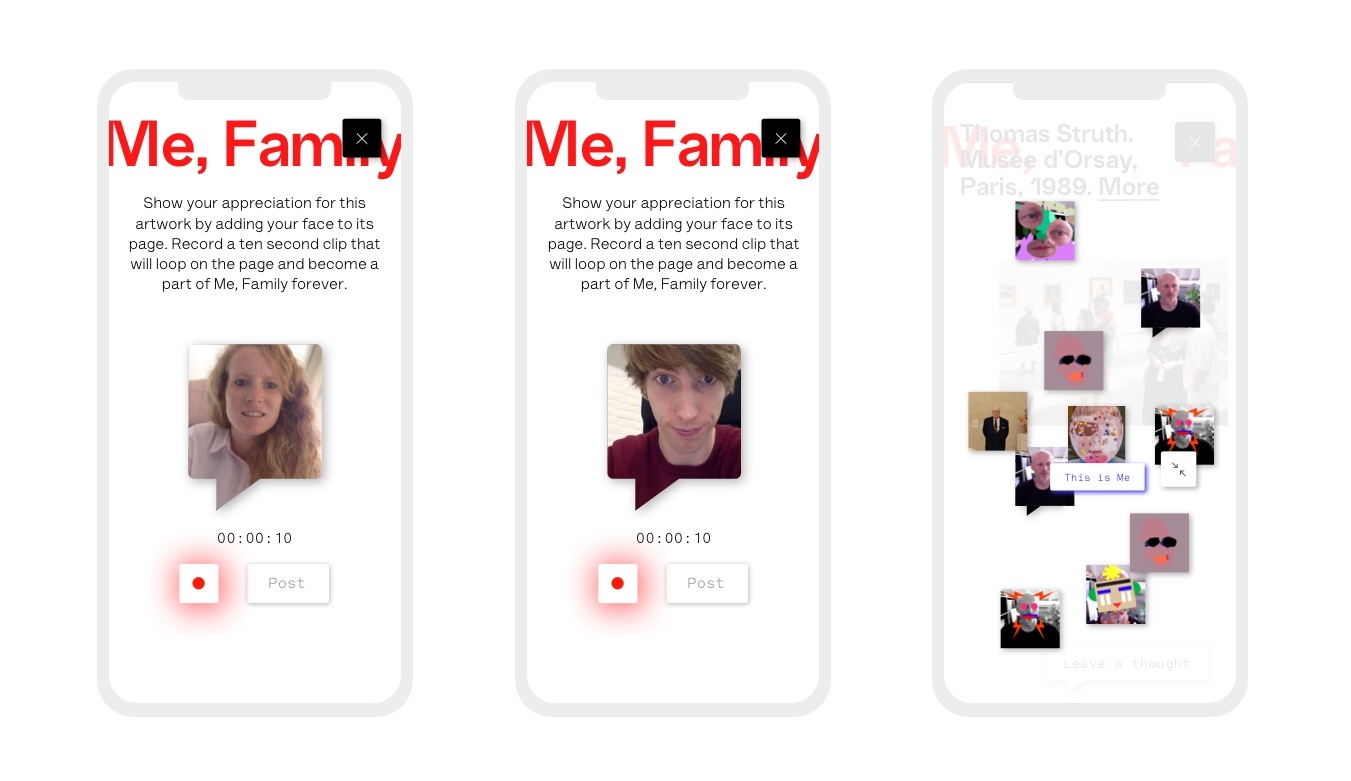 Me, Family
Show your appreciation for this
artwork by adding your face to its
page. Record a ten second clip that
will loop on the page and become a
part of Me, Family forever.
00:00:10
Post
Me, Family
Show your appreciation for this
artwork by adding your face to its
page. Record a ten second clip that
will loop on the page and become a
part of Me, Family forever.
00:00:10
Post
Me, Fa
Thomas Struth.
Musée d'Orsay,
Paris, 1989. More
This is Me
Leave a thought